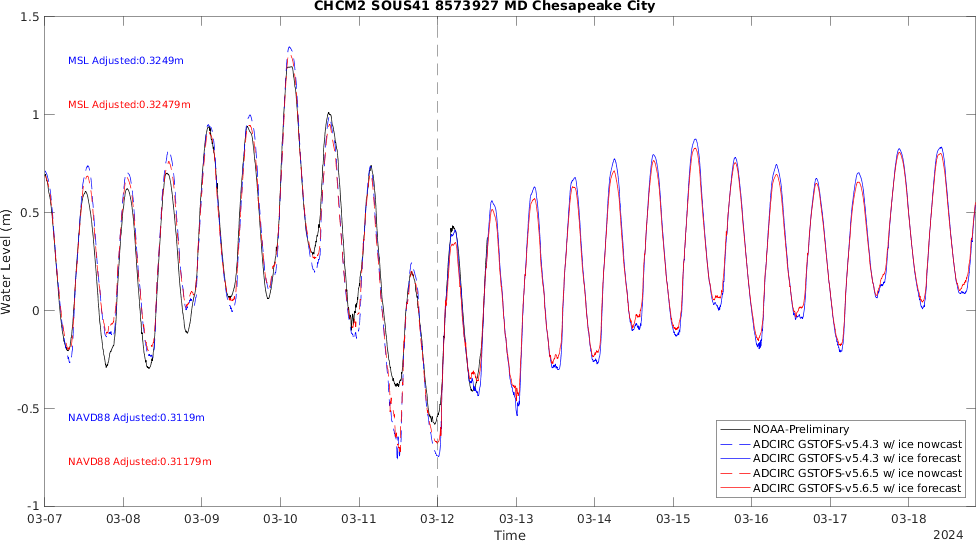 CHCM2 SOUS41 8573927 MD Chesapeake City
1.5
1
0.5
0
-0.5
-1
Water Level (m)
MSL Adjusted:0.3249m
MSL Adjusted:0.32479m
NAVD88 Adjusted:0.3119m
NAVD88 Adjusted:0.31179m
NOAA-Preliminary
ADCIRC GSTOFS-v5.4.3 w/ ice nowcast
ADCIRC GSTOFS-v5.4.3 w/ ice forecast
ADCIRC GSTOFS-v5.6.5 w/ ice nowcast
ADCIRC GSTOFS-v5.6.5 w/ ice forecast
03-07 03-08 03-09 03-10 03-11 03-12 03-13 03-14 03-15 03-16 03-17 03-18
Time
2024